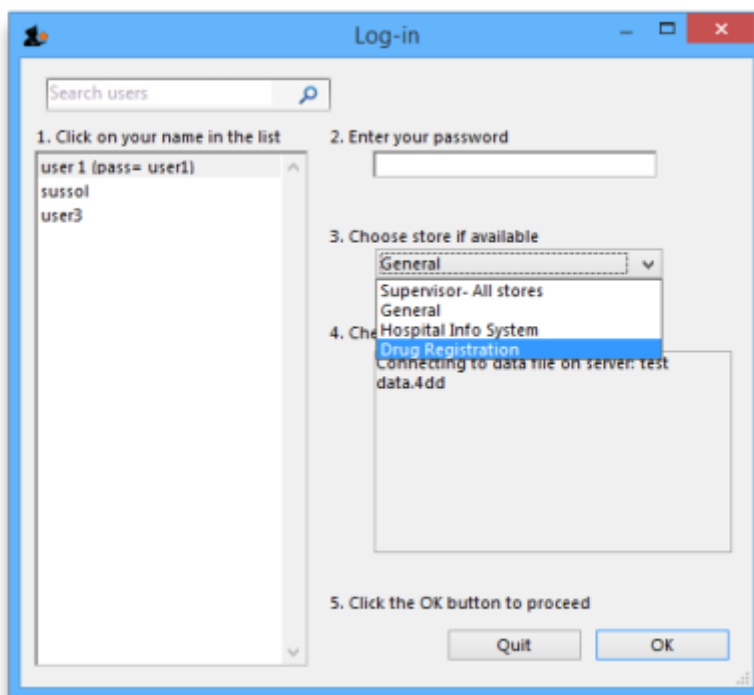 Log-in
Search users
1. Click on your name in the list
user 1 (pass= user1)
sussol
user3
2. Enter your password
3. Choose store if available
General
Supervisor- All stores
General
Hospital Info System
Drug Registration
4. Che
Connecting to data file on server: test
data.4dd
5. Click the OK button to proceed
Quit
OK